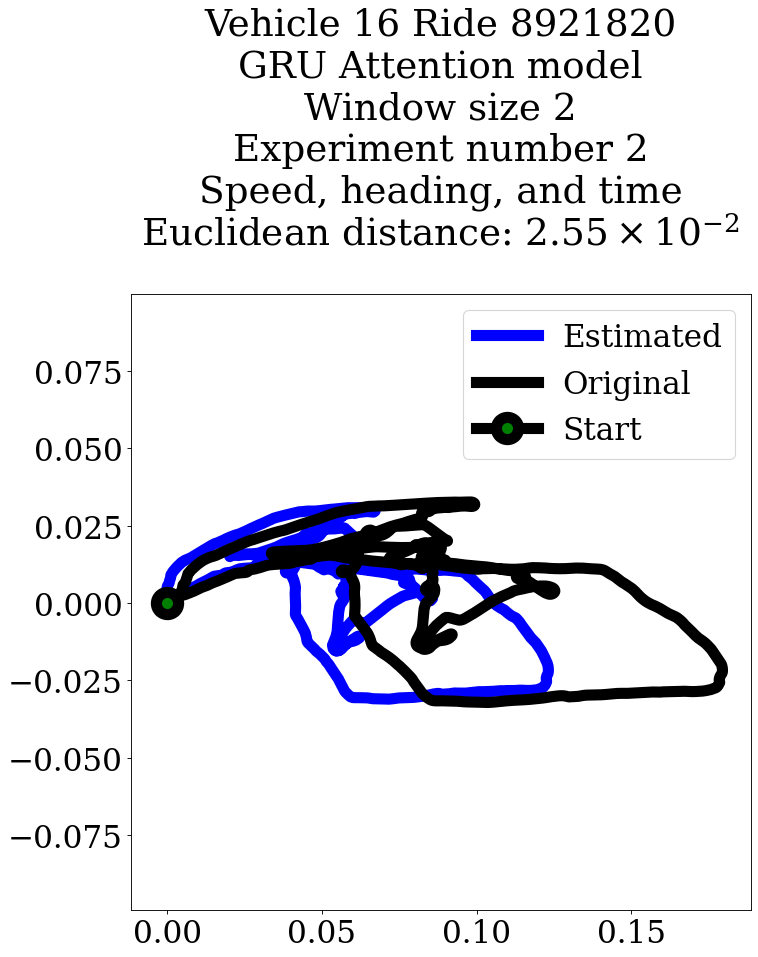 Vehicle 16 Ride 8921820
GRU Attention model
Window size 2
Experiment number 2
Speed, heading, and time
Euclidean distance: 2.55 × 10⁻²
Estimated
Original
Start
0.075
0.050
0.025
0.000
−0.025
−0.050
−0.075
0.00 0.05 0.10 0.15